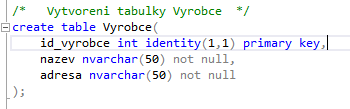 /*   Vytvoreni tabulky Vyrobce  */
create table Vyrobce(
    id_vyrobce int identity(1,1) primary key,
    nazev nvarchar(50) not null,
    adresa nvarchar(50) not null
);